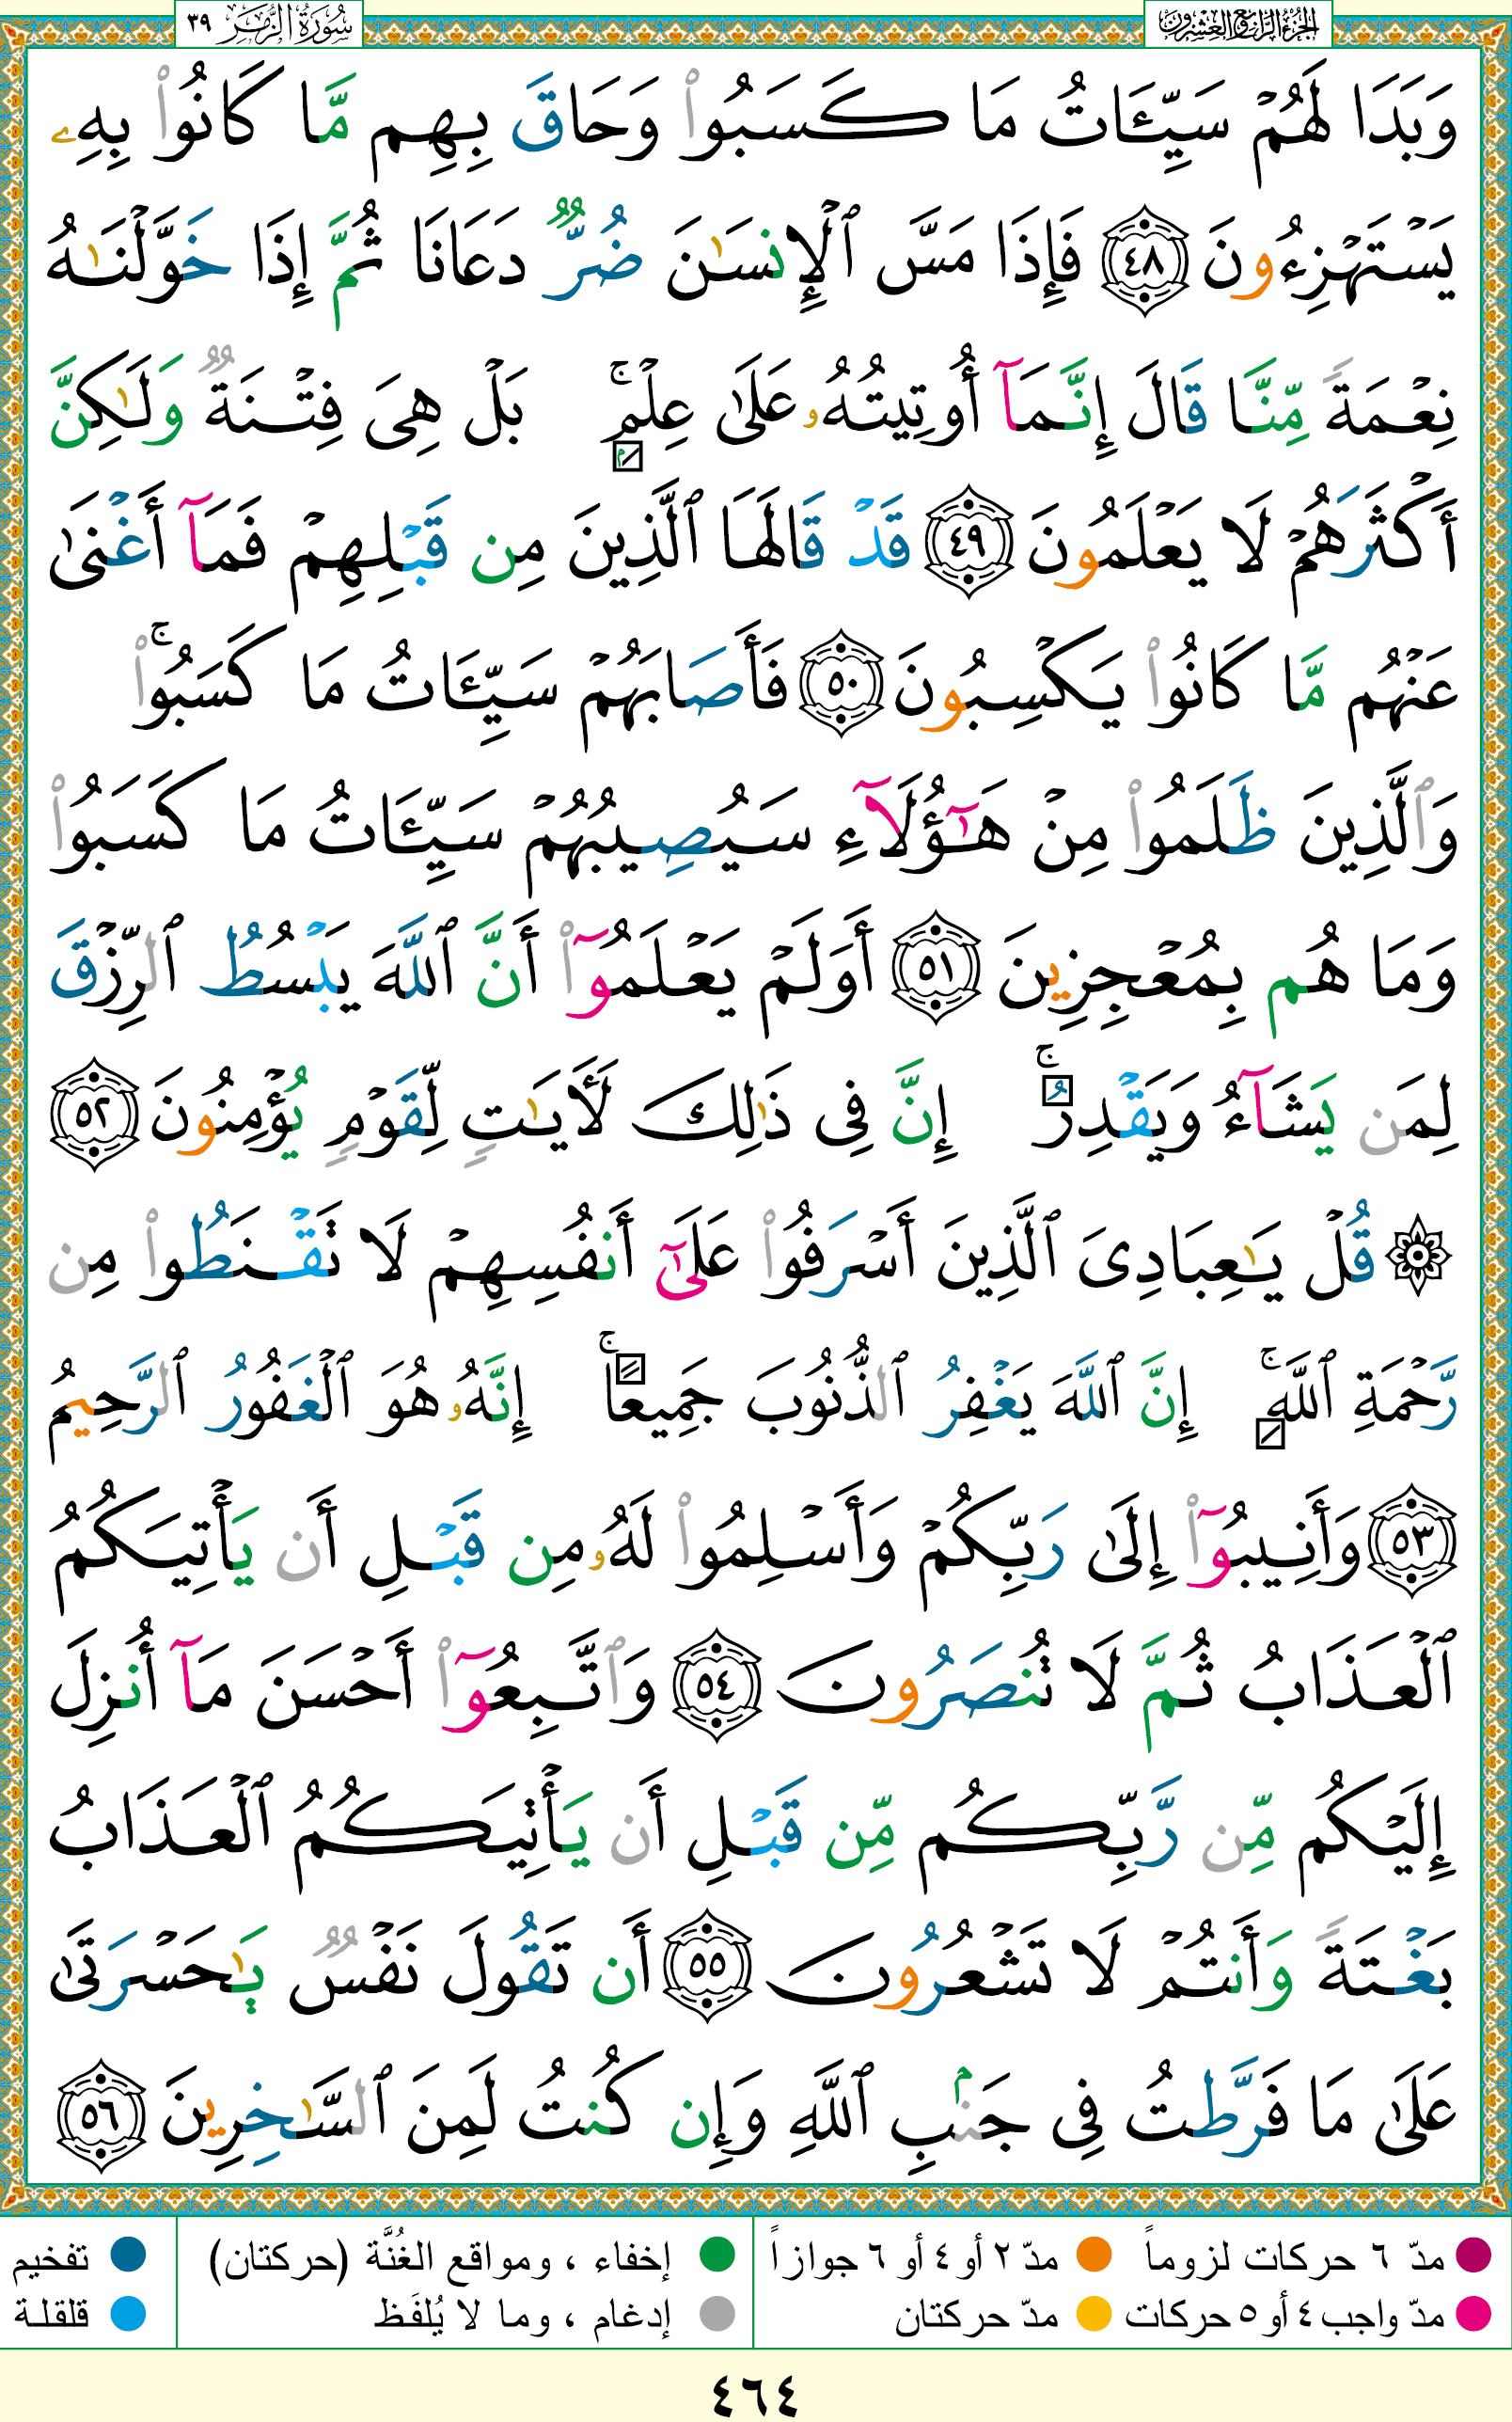 الجزء الرابع والعشرون
سورة الزمر ٣٩
وَبَدَا لَهُمْ سَيِّـَٔاتُ مَا كَسَبُوا۟ وَحَاقَ بِهِم مَّا كَانُوا۟ بِهِۦ
يَسْتَهْزِءُونَ ٤٨ فَإِذَا مَسَّ ٱلْإِنسَـٰنَ ضُرٌّ دَعَانَا ثُمَّ إِذَا خَوَّلْنَـٰهُ
نِعْمَةً مِّنَّا قَالَ إِنَّمَآ أُوتِيتُهُۥ عَلَىٰ عِلْمٍۭ ۚ بَلْ هِىَ فِتْنَةٌ وَلَـٰكِنَّ
أَكْثَرَهُمْ لَا يَعْلَمُونَ ٤٩ قَدْ قَالَهَا ٱلَّذِينَ مِن قَبْلِهِمْ فَمَآ أَغْنَىٰ
عَنْهُم مَّا كَانُوا۟ يَكْسِبُونَ ٥٠ فَأَصَابَهُمْ سَيِّـَٔاتُ مَا كَسَبُوا۟ ۚ
وَٱلَّذِينَ ظَلَمُوا۟ مِنْ هَـٰٓؤُلَآءِ سَيُصِيبُهُمْ سَيِّـَٔاتُ مَا كَسَبُوا۟
وَمَا هُم بِمُعْجِزِينَ ٥١ أَوَلَمْ يَعْلَمُوٓا۟ أَنَّ ٱللَّهَ يَبْسُطُ ٱلرِّزْقَ
لِمَن يَشَآءُ وَيَقْدِرُ ۚ إِنَّ فِى ذَٰلِكَ لَـَٔايَـٰتٍ لِّقَوْمٍ يُؤْمِنُونَ ٥٢
۞ قُلْ يَـٰعِبَادِىَ ٱلَّذِينَ أَسْرَفُوا۟ عَلَىٰٓ أَنفُسِهِمْ لَا تَقْنَطُوا۟ مِن
رَّحْمَةِ ٱللَّهِ ۚ إِنَّ ٱللَّهَ يَغْفِرُ ٱلذُّنُوبَ جَمِيعًا ۚ إِنَّهُۥ هُوَ ٱلْغَفُورُ ٱلرَّحِيمُ
٥٣ وَأَنِيبُوٓا۟ إِلَىٰ رَبِّكُمْ وَأَسْلِمُوا۟ لَهُۥ مِن قَبْلِ أَن يَأْتِيَكُمُ
ٱلْعَذَابُ ثُمَّ لَا تُنصَرُونَ ٥٤ وَٱتَّبِعُوٓا۟ أَحْسَنَ مَآ أُنزِلَ
إِلَيْكُم مِّن رَّبِّكُم مِّن قَبْلِ أَن يَأْتِيَكُمُ ٱلْعَذَابُ
بَغْتَةً وَأَنتُمْ لَا تَشْعُرُونَ ٥٥ أَن تَقُولَ نَفْسٌ يَـٰحَسْرَتَىٰ
عَلَىٰ مَا فَرَّطتُ فِى جَنۢبِ ٱللَّهِ وَإِن كُنتُ لَمِنَ ٱلسَّـٰخِرِينَ ٥٦
مدّ ٦ حركات لزوماً مدّ ٢ أو ٤ أو ٦ جوازاً إخفاء ، ومواقع الغُنَّة (حركتان) تفخيم
مدّ واجب ٤ أو ٥ حركات مدّ حركتان إدغام ، وما لا يُلفَظ قلقلة
٤٦٤